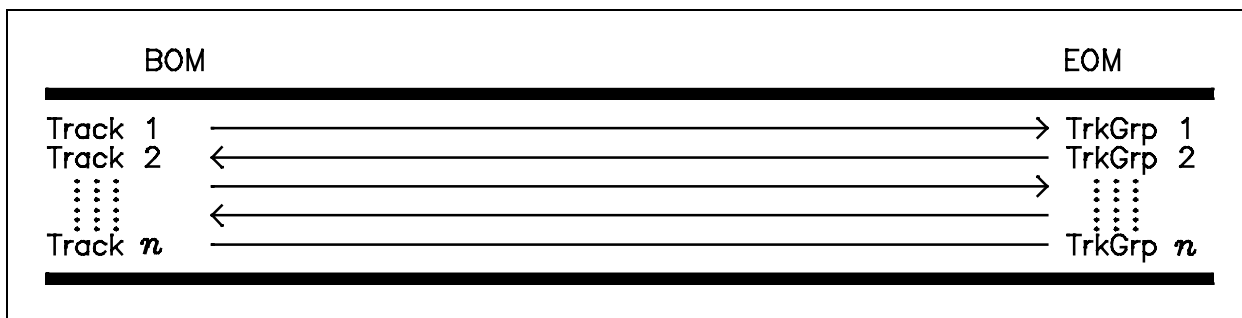 BOM EOM
Track 1 TrkGrp 1
Track 2 TrkGrp 2
Track n TrkGrp n